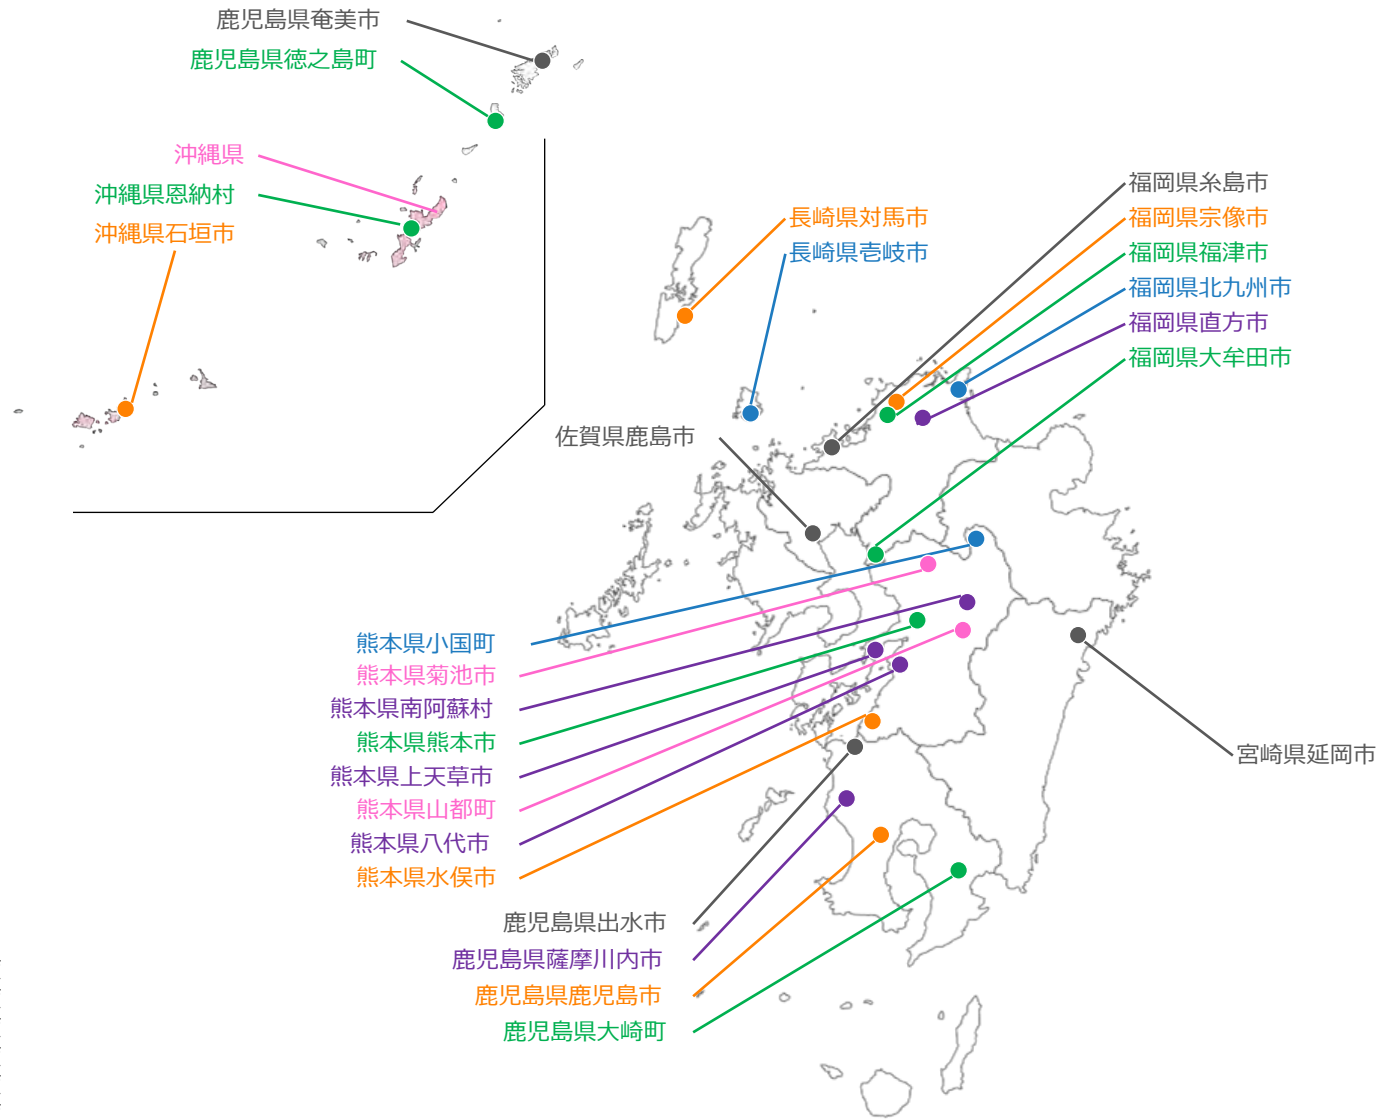 鹿児島県奄美市
鹿児島県徳之島町
沖縄県
沖縄県恩納村
沖縄県石垣市
長崎県対馬市
長崎県壱岐市
福岡県糸島市
福岡県宗像市
福岡県福津市
福岡県北九州市
福岡県直方市
福岡県大牟田市
佐賀県鹿島市
熊本県小国町
熊本県菊池市
熊本県南阿蘇村
熊本県熊本市
熊本県上天草市
熊本県山都町
熊本県八代市
熊本県水俣市
宮崎県延岡市
鹿児島県出水市
鹿児島県薩摩川内市
鹿児島県鹿児島市
鹿児島県大崎町